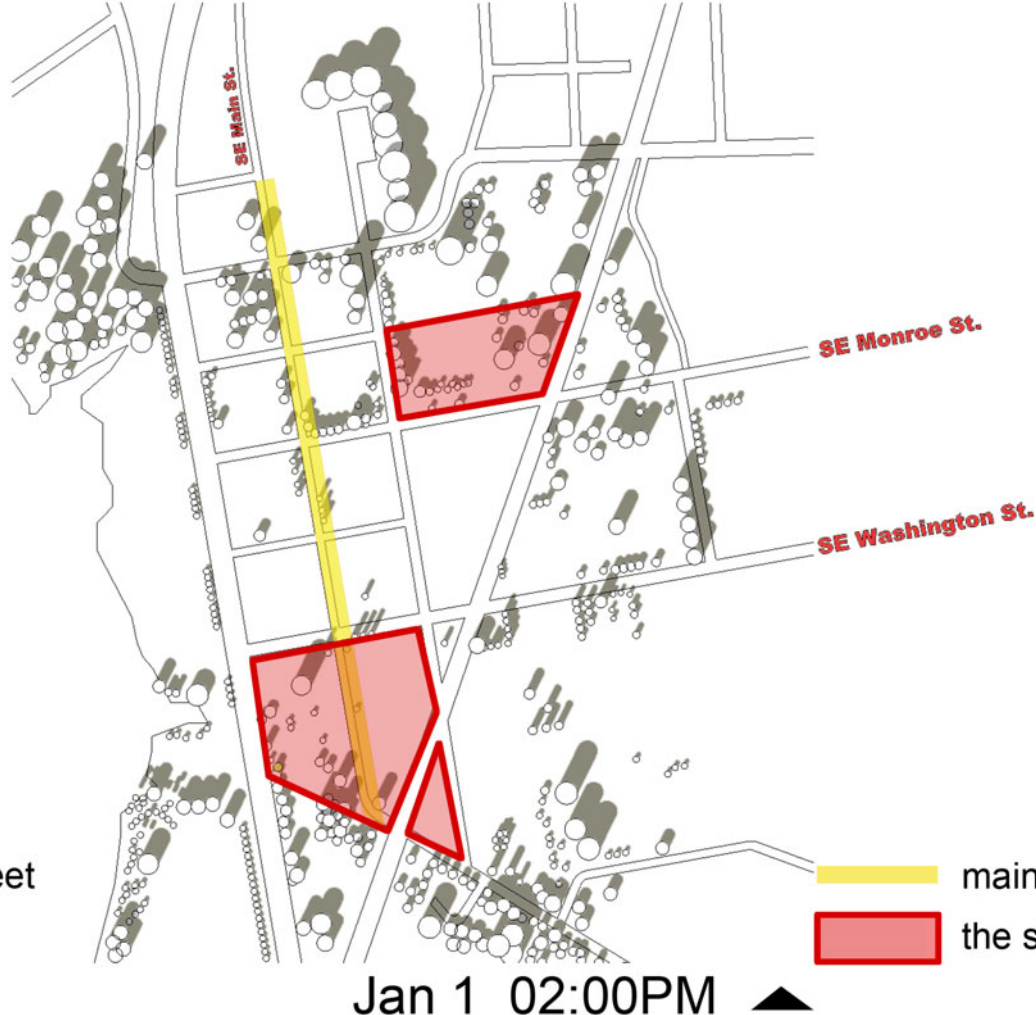 SE Main St.
SE Monroe St.
SE Washington St.
eet
main
the s
Jan 1 02:00PM